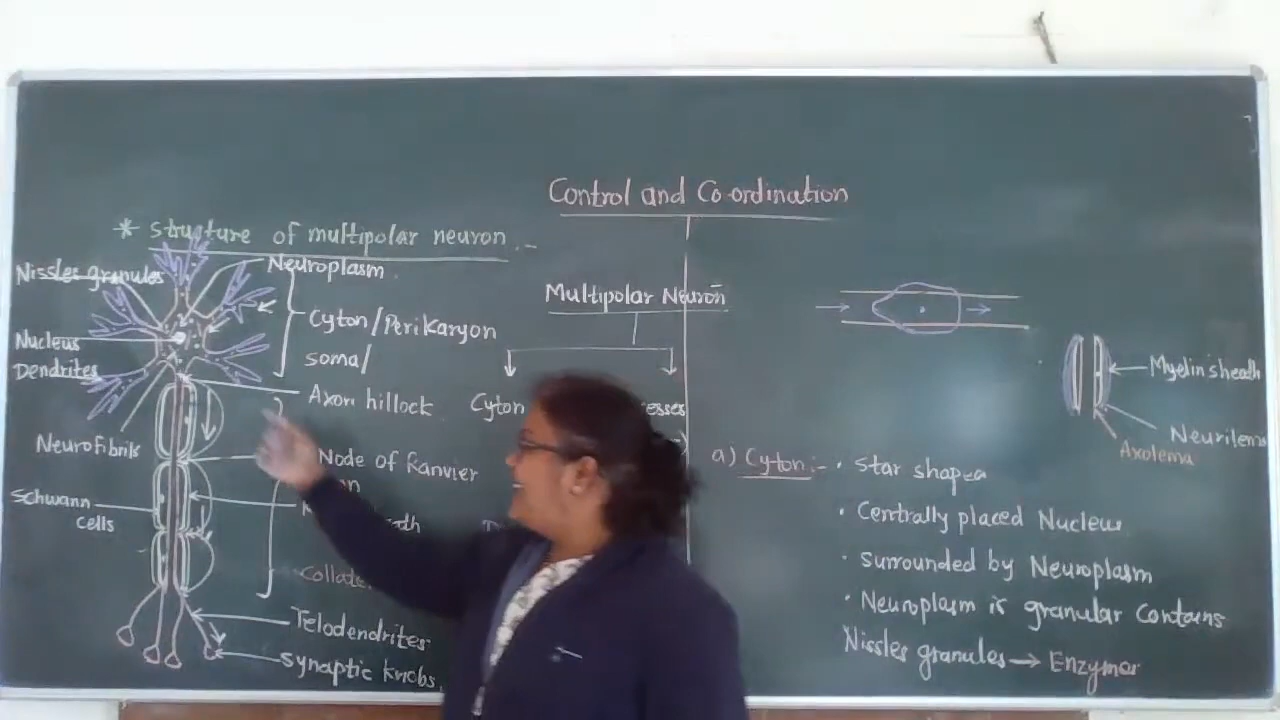 Control and Co-ordination
* Structure of multipolar neuron :-
Nissles granules
Neuroplasm
Cyton/Perikaryon
soma/
Nucleus
Dendrites
Axon hillock
Neurofibrils
Node of Ranvier
Schwann
cells
Telodendrites
Synaptic knobs
Multipolar Neuron
Cyton
Myelin sheath
Neurilema
Axolema
a) Cyton :- • Star shaped
• Centrally placed Nucleus
• Surrounded by Neuroplasm
• Neuroplasm is granular Contains
Nissles granules → Enzymes